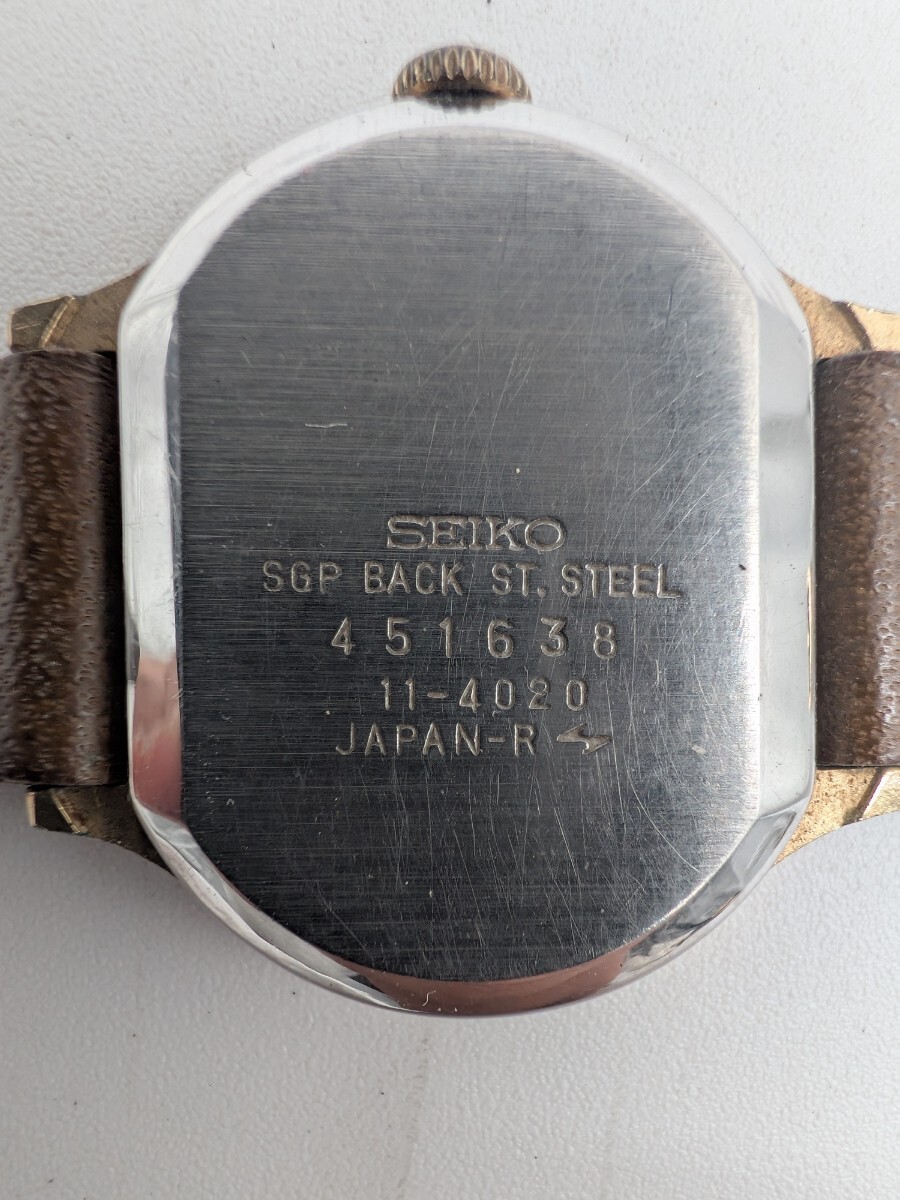 SEIKO
SGP BACK ST. STEEL
451638
11-4020
JAPAN-R